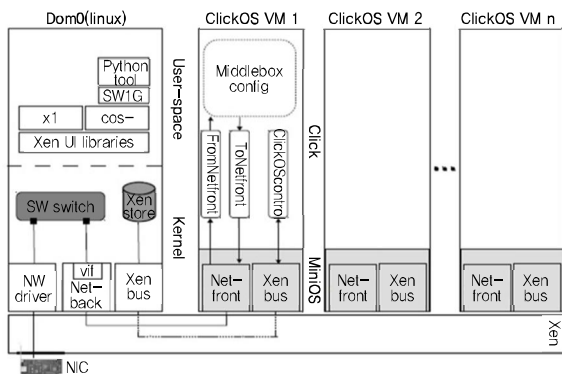 Dom0(linux)
ClickOS VM 1
ClickOS VM 2
ClickOS VM n
Python
tool
SW1G
x1
cos-
Xen UI libraries
User-space
Middlebox
config
Click
FromNetfront
ToNetfront
ClickOScontrol
SW switch
Xen
store
Kernel
MiniOS
NW
driver
vif
Net-
back
Xen
bus
Net-
front
Xen
bus
Net-
front
Xen
bus
Net-
front
Xen
bus
Xen
NIC